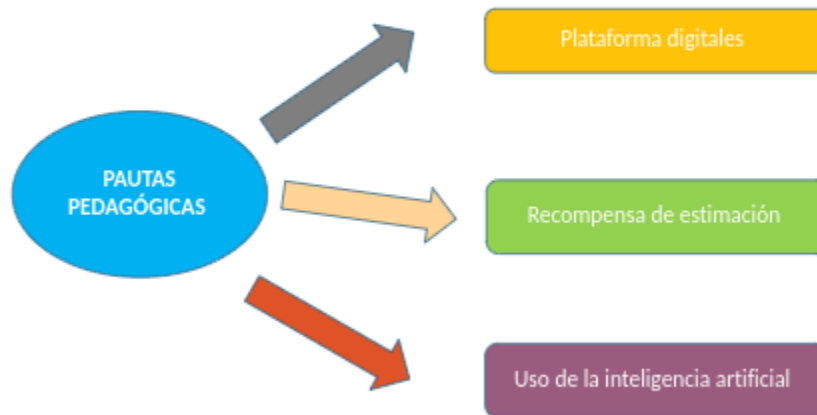 Plataforma digitales
PAUTAS
PEDAGÓGICAS
Recompensa de estimación
Uso de la inteligencia artificial